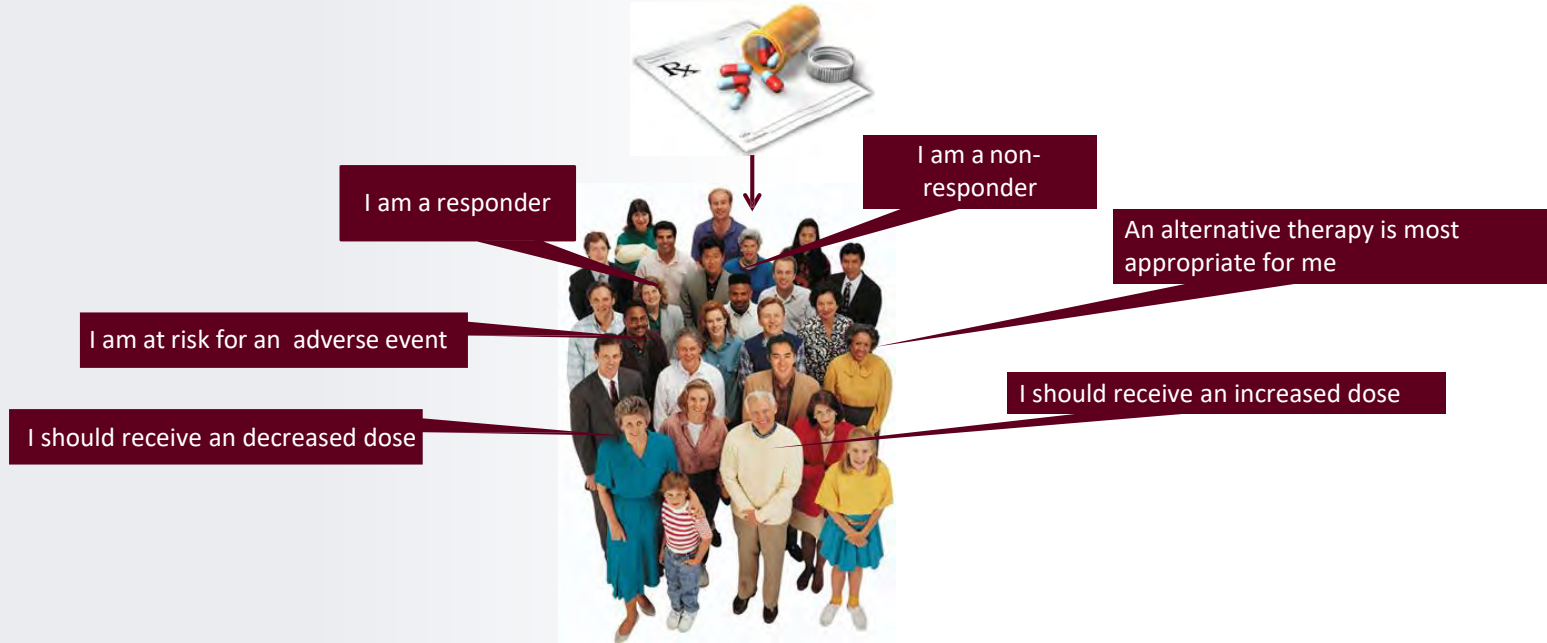 Rx
I am a responder
I am a non-
responder
An alternative therapy is most
appropriate for me
I am at risk for an  adverse event
I should receive an increased dose
I should receive an decreased dose